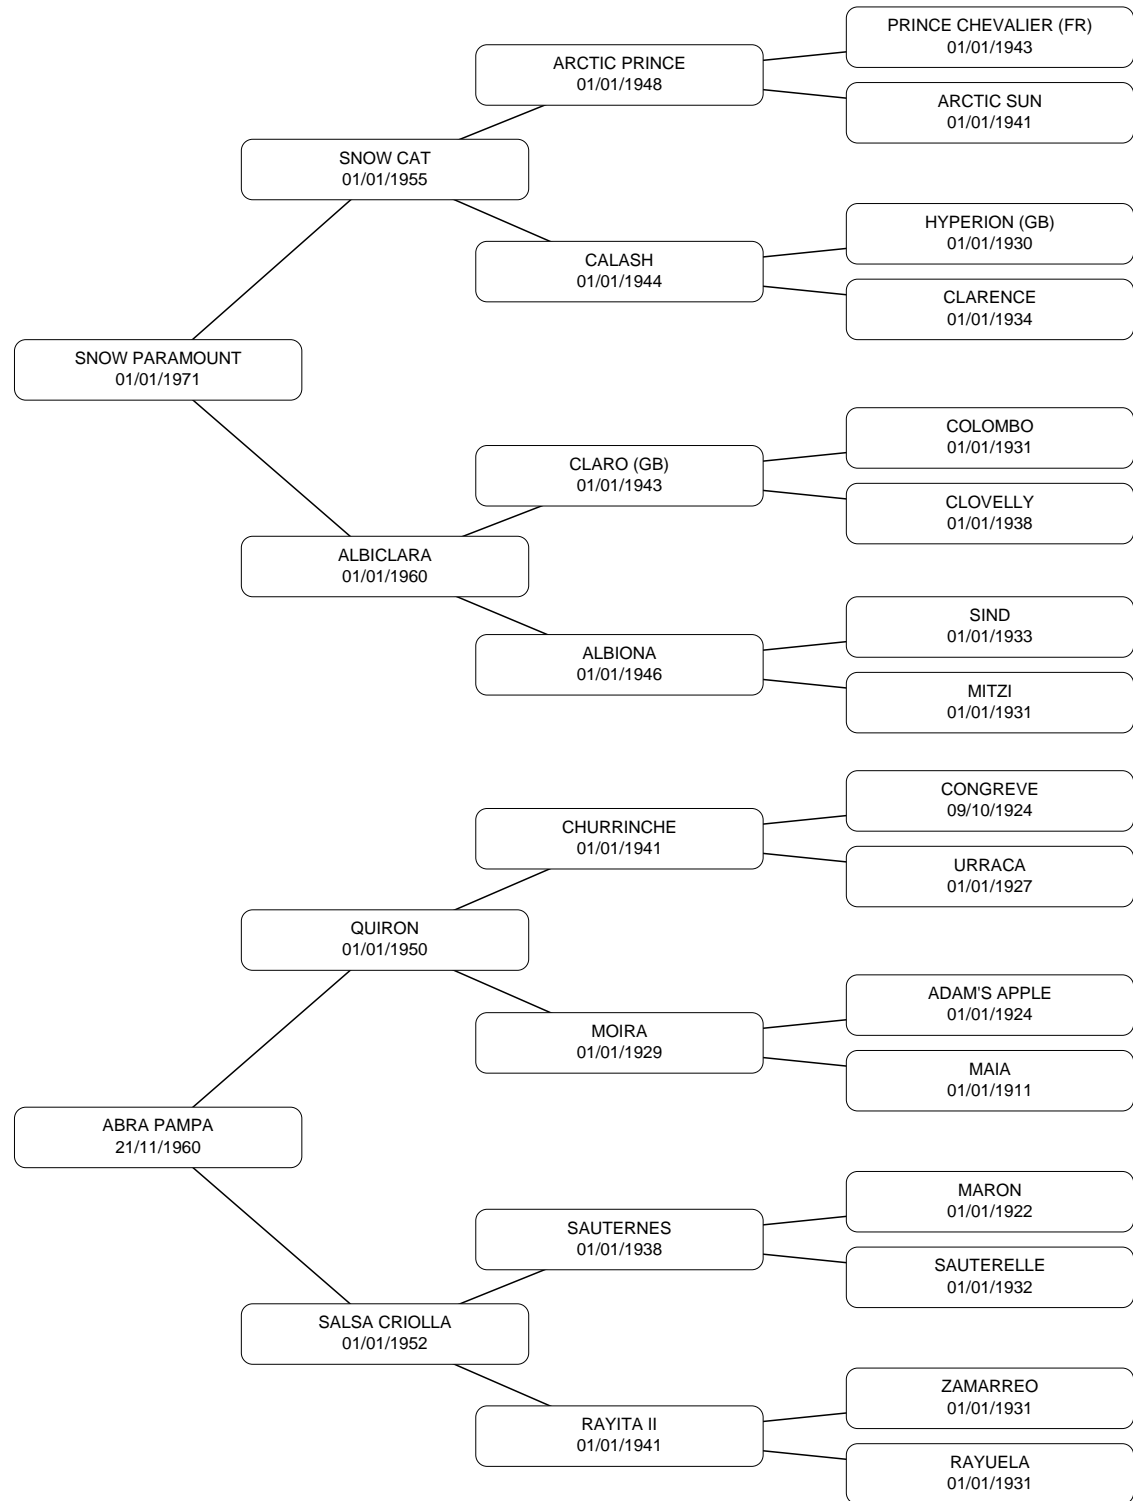 PRINCE CHEVALIER (FR)
01/01/1943
ARCTIC PRINCE
01/01/1948
ARCTIC SUN
01/01/1941
SNOW CAT
01/01/1955
HYPERION (GB)
01/01/1930
CALASH
01/01/1944
CLARENCE
01/01/1934
SNOW PARAMOUNT
01/01/1971
COLOMBO
01/01/1931
CLARO (GB)
01/01/1943
CLOVELLY
01/01/1938
ALBICLARA
01/01/1960
SIND
01/01/1933
ALBIONA
01/01/1946
MITZI
01/01/1931
CONGREVE
09/10/1924
CHURRINCHE
01/01/1941
URRACA
01/01/1927
QUIRON
01/01/1950
ADAM'S APPLE
01/01/1924
MOIRA
01/01/1929
MAIA
01/01/1911
ABRA PAMPA
21/11/1960
MARON
01/01/1922
SAUTERNES
01/01/1938
SAUTERELLE
01/01/1932
SALSA CRIOLLA
01/01/1952
ZAMARREO
01/01/1931
RAYITA II
01/01/1941
RAYUELA
01/01/1931